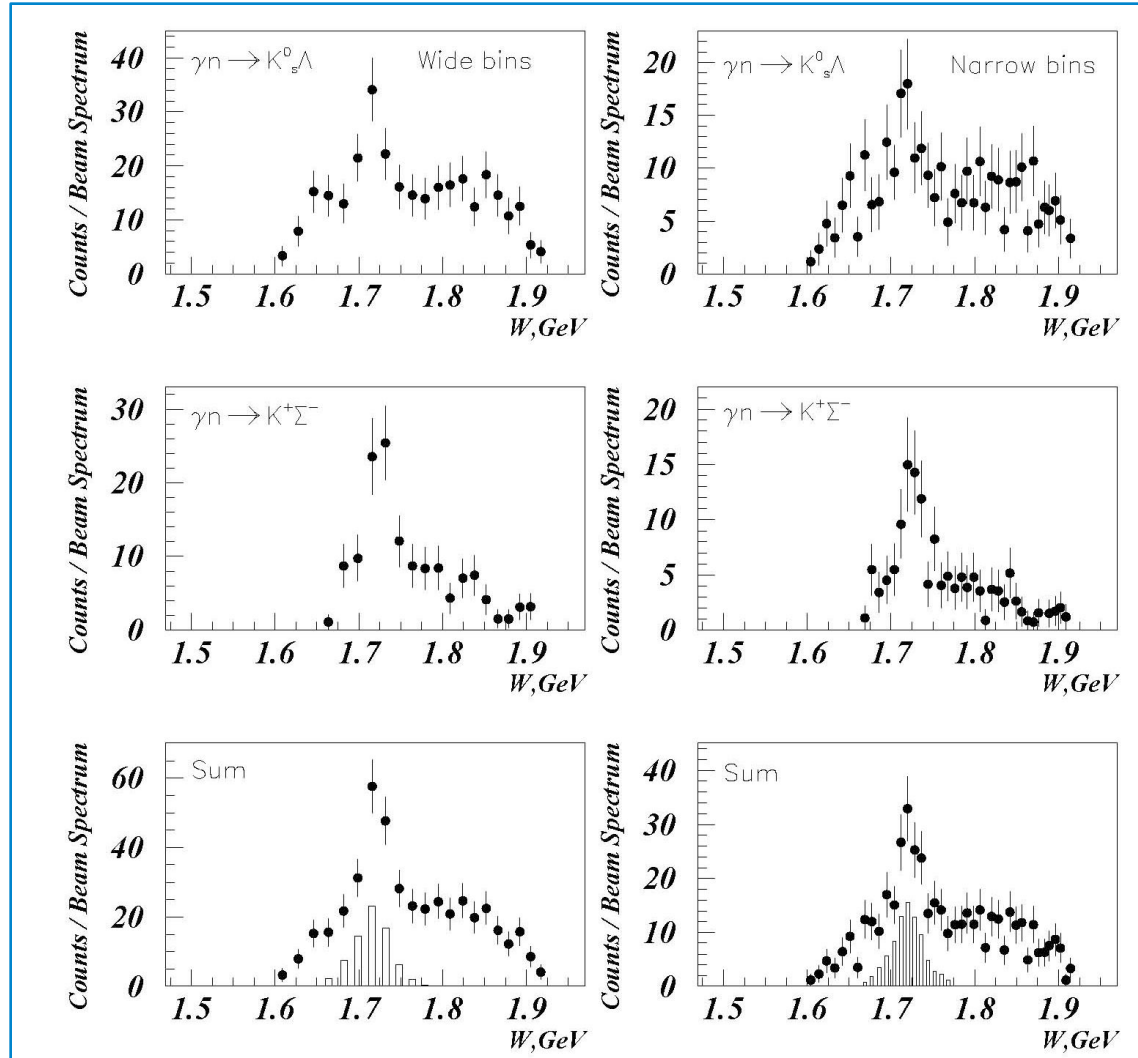 Counts / Beam Spectrum
γn → K⁰ₛΛ
Wide bins
40
30
20
10
0
1.5 1.6 1.7 1.8 1.9
W,GeV
Counts / Beam Spectrum
γn → K⁰ₛΛ
Narrow bins
20
15
10
5
0
1.5 1.6 1.7 1.8 1.9
W,GeV
Counts / Beam Spectrum
γn → K⁺Σ⁻
30
20
10
0
1.5 1.6 1.7 1.8 1.9
W,GeV
Counts / Beam Spectrum
γn → K⁺Σ⁻
20
15
10
5
0
1.5 1.6 1.7 1.8 1.9
W,GeV
Counts / Beam Spectrum
Sum
60
40
20
0
1.5 1.6 1.7 1.8 1.9
W,GeV
Counts / Beam Spectrum
Sum
40
30
20
10
0
1.5 1.6 1.7 1.8 1.9
W,GeV